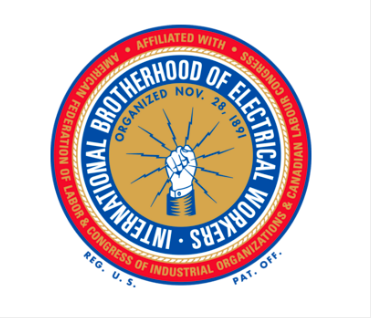 • AFFILIATED WITH •
AMERICAN FEDERATION OF LABOR & CONGRESS OF INDUSTRIAL ORGANIZATIONS & CANADIAN LABOUR CONGRESS
INTERNATIONAL BROTHERHOOD OF ELECTRICAL WORKERS •
ORGANIZED NOV. 28, 1891
REG. U.S.
PAT. OFF.